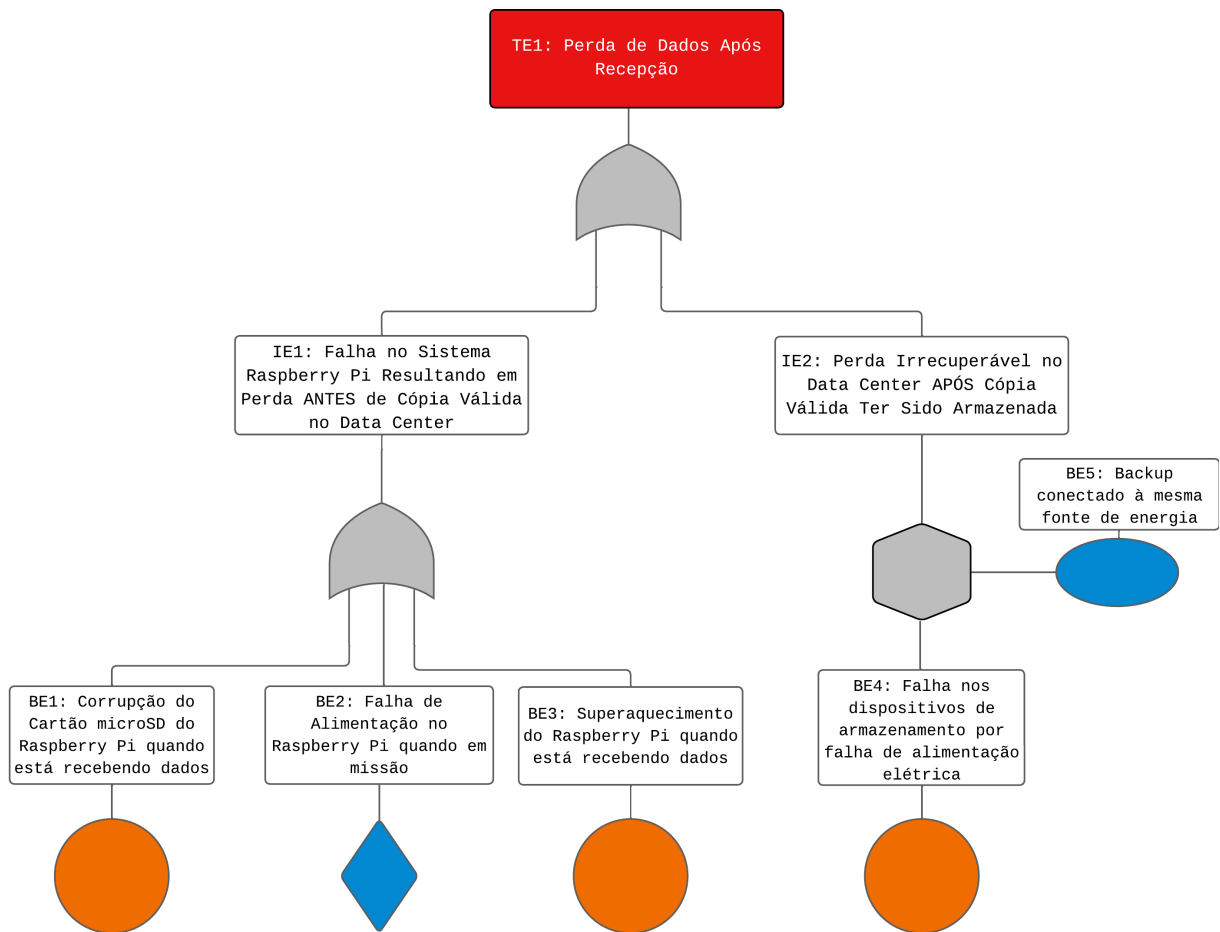 TE1: Perda de Dados Após
Recepção
IE1: Falha no Sistema
Raspberry Pi Resultando em
Perda ANTES de Cópia Válida
no Data Center
IE2: Perda Irrecuperável no
Data Center APÓS Cópia
Válida Ter Sido Armazenada
BE5: Backup
conectado à mesma
fonte de energia
BE1: Corrupção do
Cartão microSD do
Raspberry Pi quando
está recebendo dados
BE2: Falha de
Alimentação no
Raspberry Pi quando em
missão
BE3: Superaquecimento
do Raspberry Pi quando
está recebendo dados
BE4: Falha nos
dispositivos de
armazenamento por
falha de alimentação
elétrica